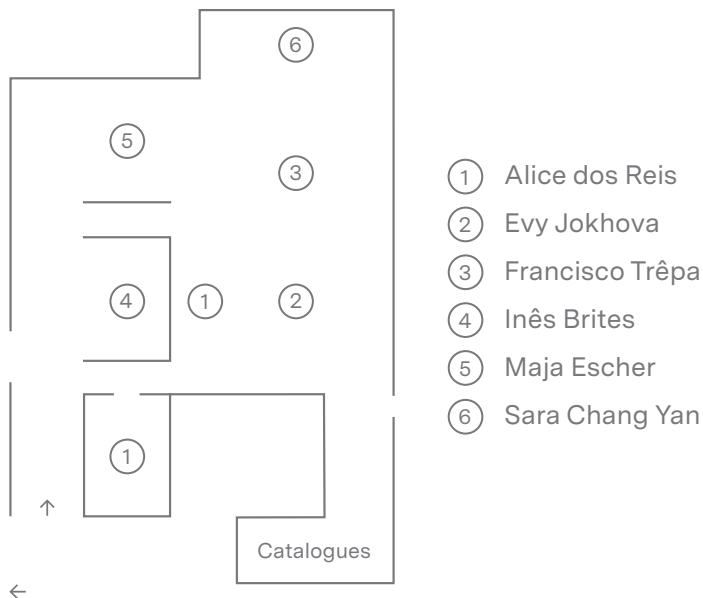 6
5
3
4
1
2
1
Catalogues
1 Alice dos Reis
2 Evy Jokhova
3 Francisco Trêpa
4 Inês Brites
5 Maja Escher
6 Sara Chang Yan